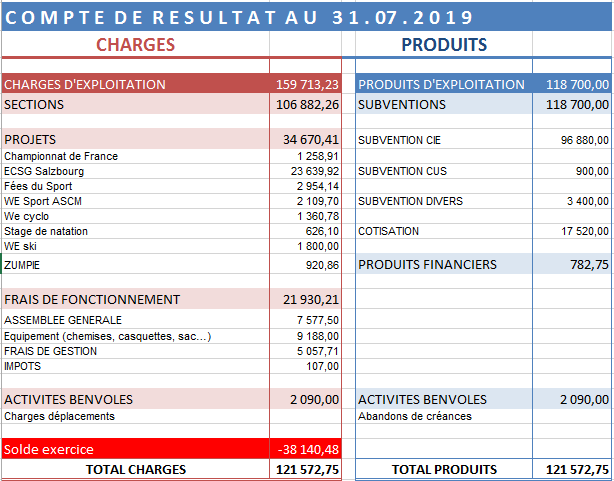 COMPTE DE RESULTAT AU 31.07.2019
CHARGES PRODUITS
CHARGES D'EXPLOITATION 159 713,23 PRODUITS D'EXPLOITATION 118 700,00
SECTIONS 106 882,26 SUBVENTIONS 118 700,00
PROJETS 34 670,41 SUBVENTION CIE 96 880,00
Championnat de France 1 258,91
ECSG Salzbourg 23 639,92 SUBVENTION CUS 900,00
Fées du Sport 2 954,14
WE Sport ASCM 2 109,70 SUBVENTION DIVERS 3 400,00
We cyclo 1 360,78
Stage de natation 626,10 COTISATION 17 520,00
WE ski 1 800,00
ZUMPIE 920,86 PRODUITS FINANCIERS 782,75
FRAIS DE FONCTIONNEMENT 21 930,21
ASSEMBLEE GENERALE 7 577,50
Equipement (chemises, casquettes, sac...) 9 188,00
FRAIS DE GESTION 5 057,71
IMPOTS 107,00
ACTIVITES BENVOLES 2 090,00 ACTIVITES BENVOLES 2 090,00
Charges déplacements Abandons de créances
Solde exercice -38 140,48
TOTAL CHARGES 121 572,75 TOTAL PRODUITS 121 572,75